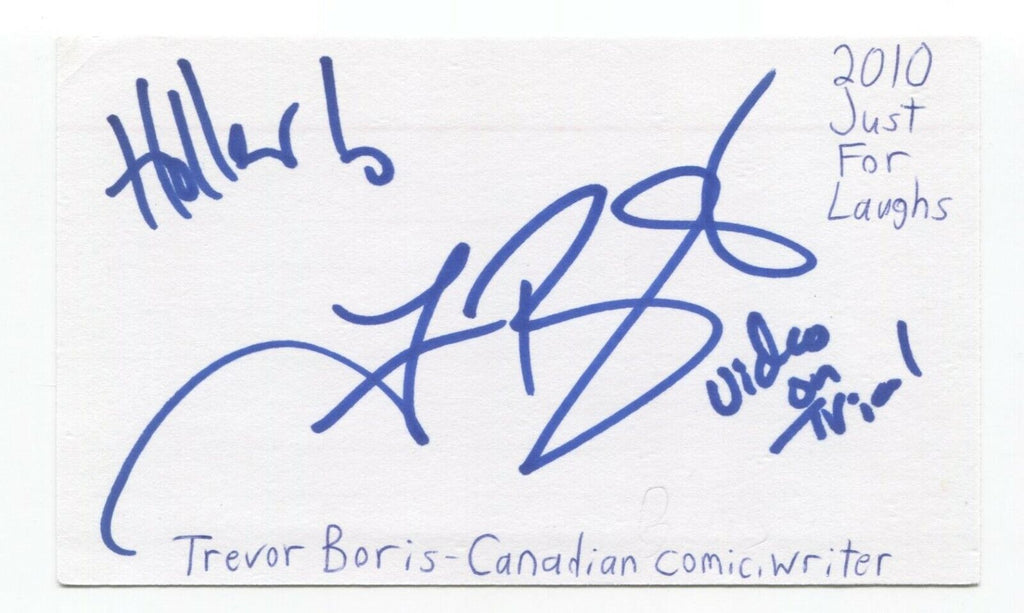 Holler
2010
Just
For
Laughs
Video
on
Trial
Trevor Boris-Canadian comic, writer